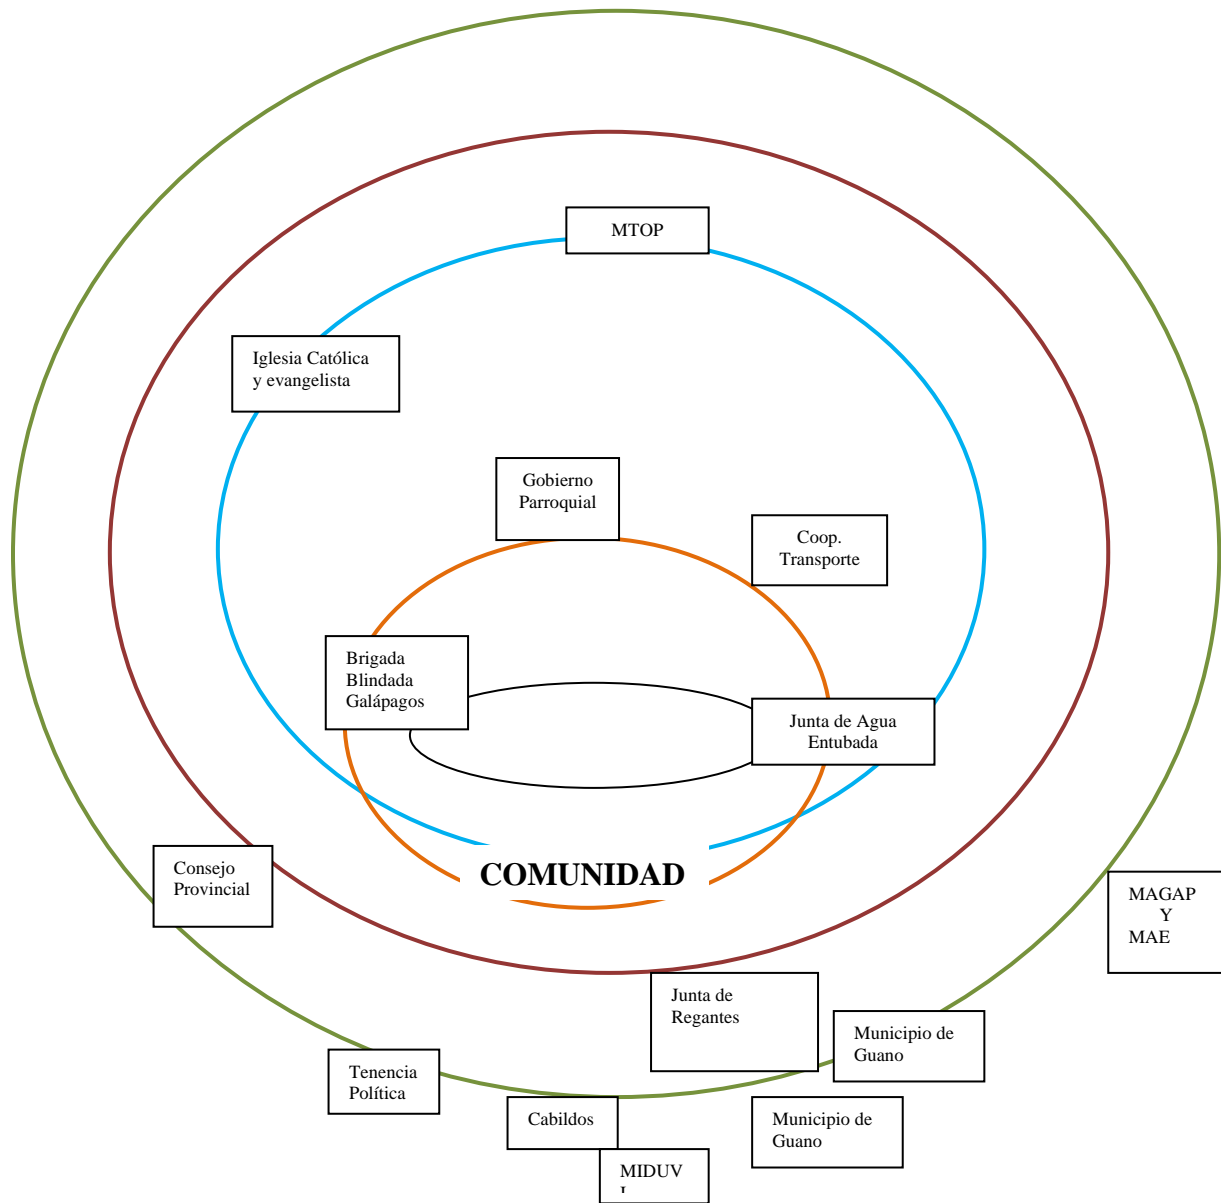 MTOP
Iglesia Católica
y evangelista
Gobierno
Parroquial
Coop.
Transporte
Brigada
Blindada
Galápagos
Junta de Agua
Entubada
COMUNIDAD
Consejo
Provincial
MAGAP
Y
MAE
Junta de
Regantes
Municipio de
Guano
Tenencia
Política
Cabildos
Municipio de
Guano
MIDUV